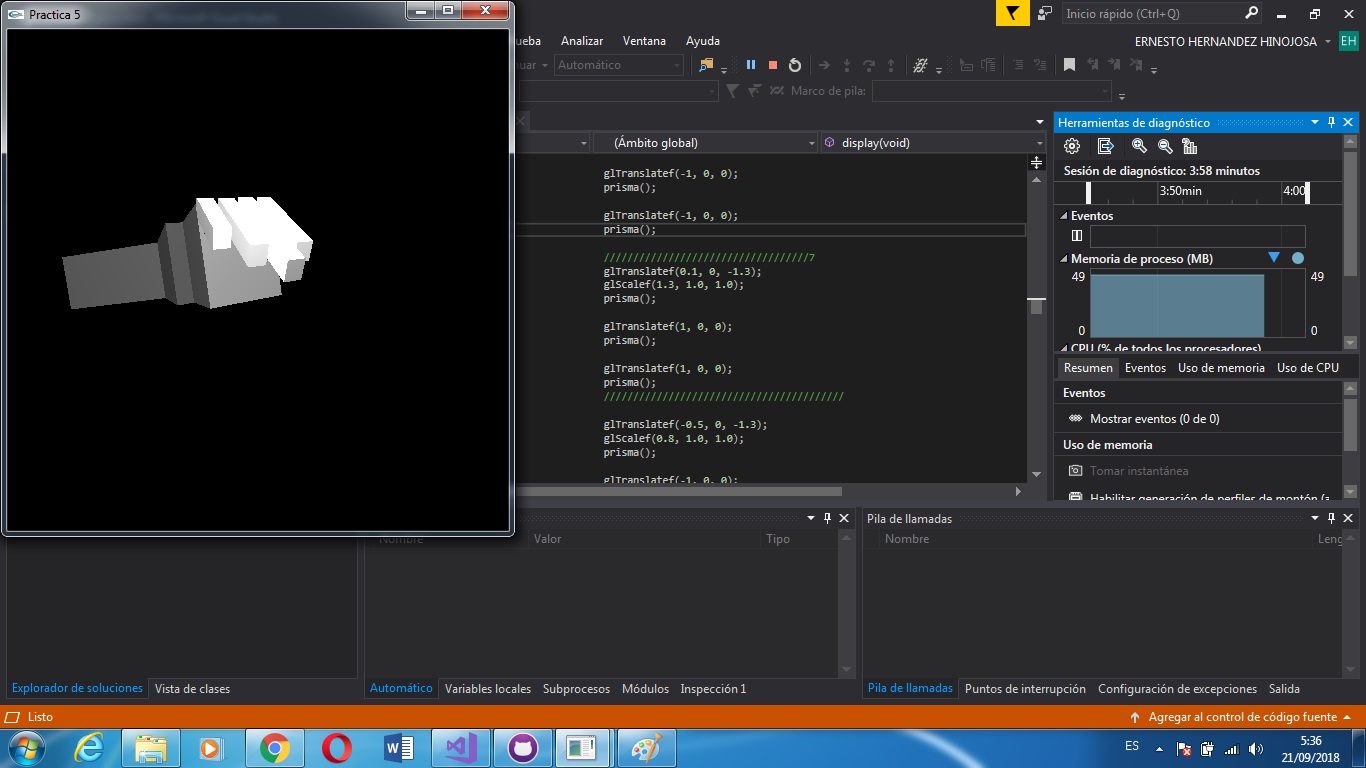 Practica 5
Inicio rápido (Ctrl+Q)
ueba Analizar Ventana Ayuda
ERNESTO HERNANDEZ HINOJOSA
EH
nuar
Automático
Marco de pila:
(Ámbito global)
display(void)
glTranslatef(-1, 0, 0);
prisma();
glTranslatef(-1, 0, 0);
prisma();
///////////////////////////////////7
glTranslatef(0.1, 0, -1.3);
glScalef(1.3, 1.0, 1.0);
prisma();
glTranslatef(1, 0, 0);
prisma();
glTranslatef(1, 0, 0);
prisma();
/////////////////////////////////////////
glTranslatef(-0.5, 0, -1.3);
glScalef(0.8, 1.0, 1.0);
prisma();
glTranslatef(-1, 0, 0);
Herramientas de diagnóstico
Sesión de diagnóstico: 3:58 minutos
3:50min 4:00
Eventos
Memoria de proceso (MB)
49 49
0 0
CPU (% de todos los procesadores)
Resumen Eventos Uso de memoria Uso de CPU
Eventos
Mostrar eventos (0 de 0)
Uso de memoria
Tomar instantánea
Habilitar generación de perfiles de montón (a
Nombre Valor Tipo
Pila de llamadas
Nombre Leng
Explorador de soluciones Vista de clases
Automático Variables locales Subprocesos Módulos Inspección 1
Pila de llamadas Puntos de interrupción Configuración de excepciones Salida
Listo
Agregar al control de código fuente
ES
5:36
21/09/2018